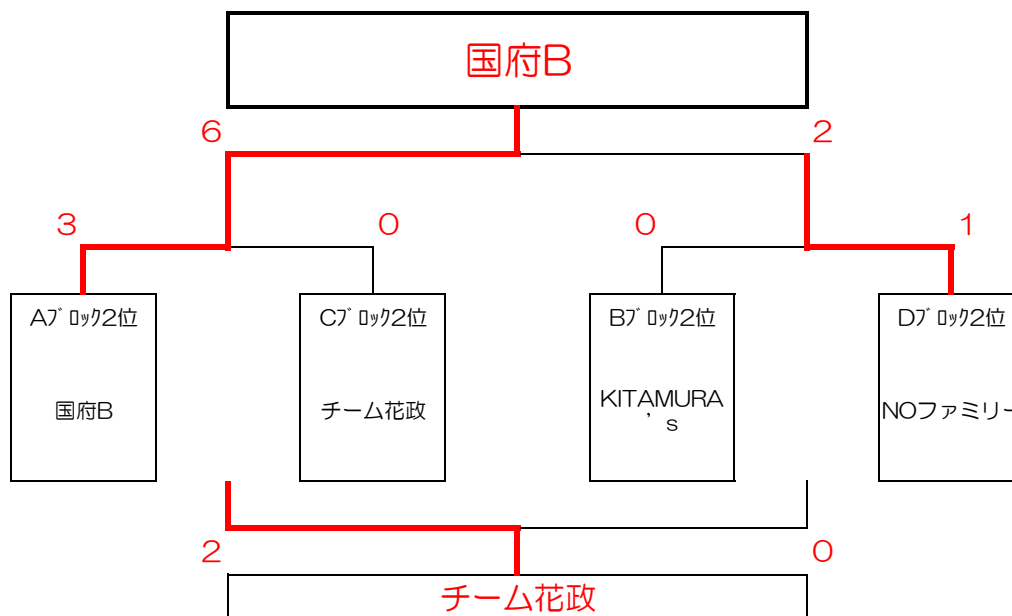 国府B
6
2
3
0
0
1
Aﾌﾞﾛｯｸ2位
Cﾌﾞﾛｯｸ2位
Bﾌﾞﾛｯｸ2位
Dﾌﾞﾛｯｸ2位
国府B
チーム花政
KITAMURA
's
NOファミリー
2
0
チーム花政